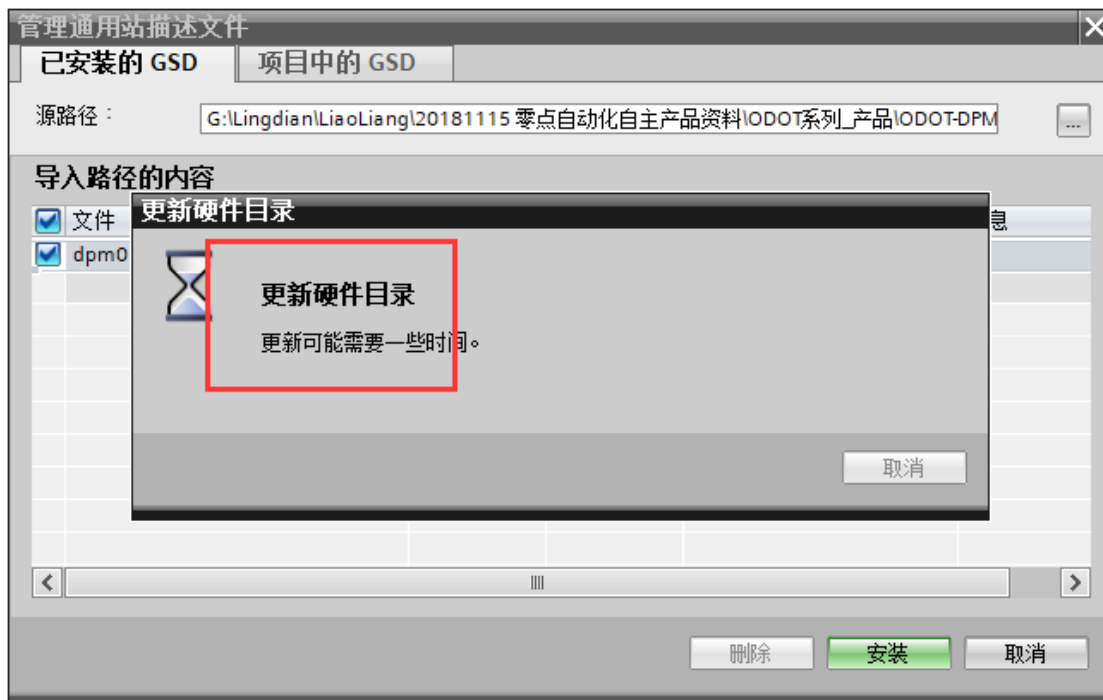 管理通用站描述文件
已安装的 GSD
项目中的 GSD
源路径：
G:\Lingdian\LiaoLiang\20181115 零点自动化自主产品资料\ODOT系列_产品\ODOT-DPM
...
导入路径的内容
文件
息
更新硬件目录
dpm0
更新硬件目录
更新可能需要一些时间。
取消
删除
安装
取消